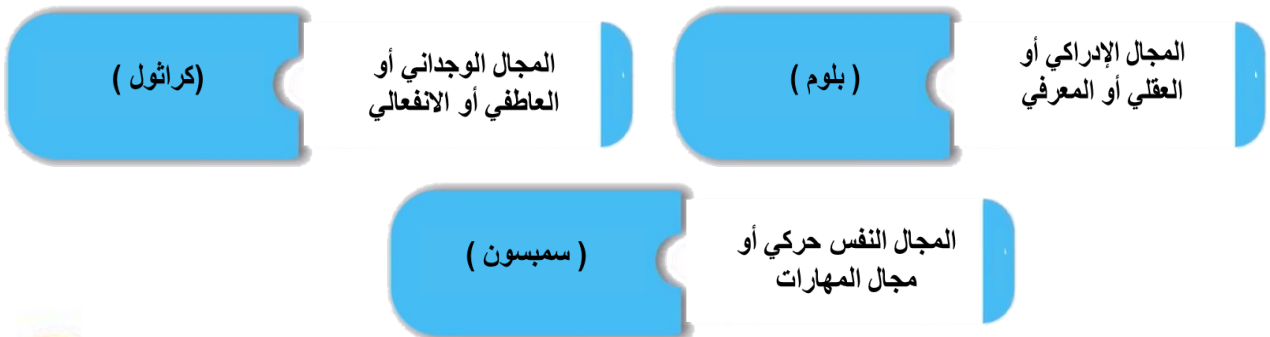 المجال الإدراكي أو
العقلي أو المعرفي
( بلوم )
المجال الوجداني أو
العاطفي أو الانفعالي
(كراثول )
المجال النفس حركي أو
مجال المهارات
( سمبسون )